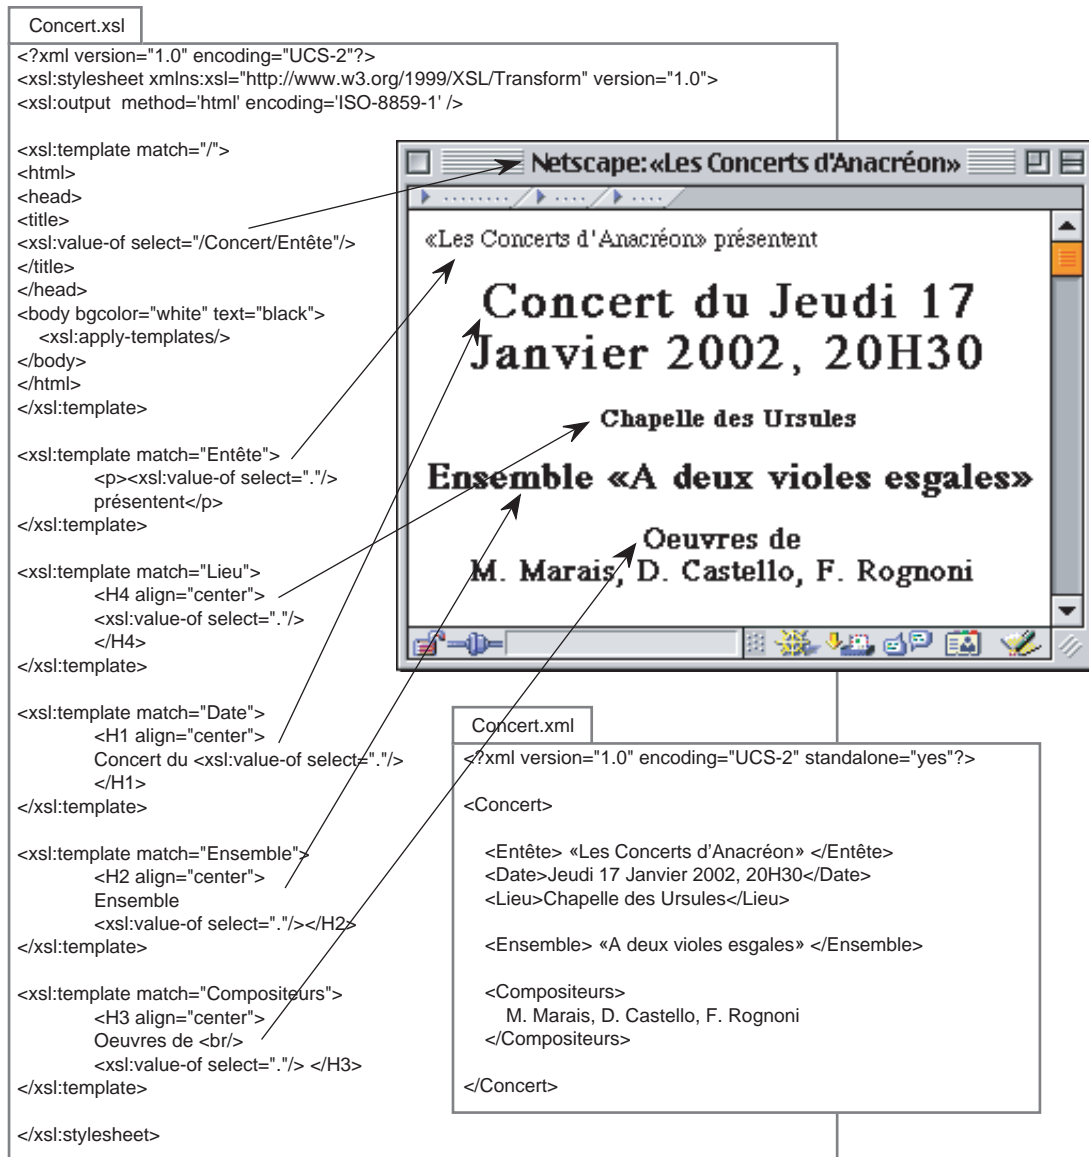 Concert.xsl
<?xml version="1.0" encoding="UCS-2"?>
<xsl:stylesheet xmlns:xsl="http://www.w3.org/1999/XSL/Transform" version="1.0">
<xsl:output  method='html' encoding='ISO-8859-1' />
<xsl:template match="/">
<html>
<head>
<title>
<xsl:value-of select="/Concert/Entête"/>
</title>
</head>
<body bgcolor="white" text="black">
<xsl:apply-templates/>
</body>
</html>
</xsl:template>
<xsl:template match="Entête">
<p><xsl:value-of select="."/>
présentent</p>
</xsl:template>
<xsl:template match="Lieu">
<H4 align="center">
<xsl:value-of select="."/>
</H4>
</xsl:template>
<xsl:template match="Date">
<H1 align="center">
Concert du <xsl:value-of select="."/>
</H1>
</xsl:template>
<xsl:template match="Ensemble">
<H2 align="center">
Ensemble
<xsl:value-of select="."/></H2>
</xsl:template>
<xsl:template match="Compositeurs">
<H3 align="center">
Oeuvres de <br/>
<xsl:value-of select="."/> </H3>
</xsl:template>
</xsl:stylesheet>
Netscape: «Les Concerts d'Anacréon»
«Les Concerts d'Anacréon» présentent
Concert du Jeudi 17
Janvier 2002, 20H30
Chapelle des Ursules
Ensemble «A deux violes esgales»
Oeuvres de
M. Marais, D. Castello, F. Rognoni
Concert.xml
<?xml version="1.0" encoding="UCS-2" standalone="yes"?>
<Concert>
<Entête> «Les Concerts d'Anacréon» </Entête>
<Date>Jeudi 17 Janvier 2002, 20H30</Date>
<Lieu>Chapelle des Ursules</Lieu>
<Ensemble> «A deux violes esgales» </Ensemble>
<Compositeurs>
M. Marais, D. Castello, F. Rognoni
</Compositeurs>
</Concert>